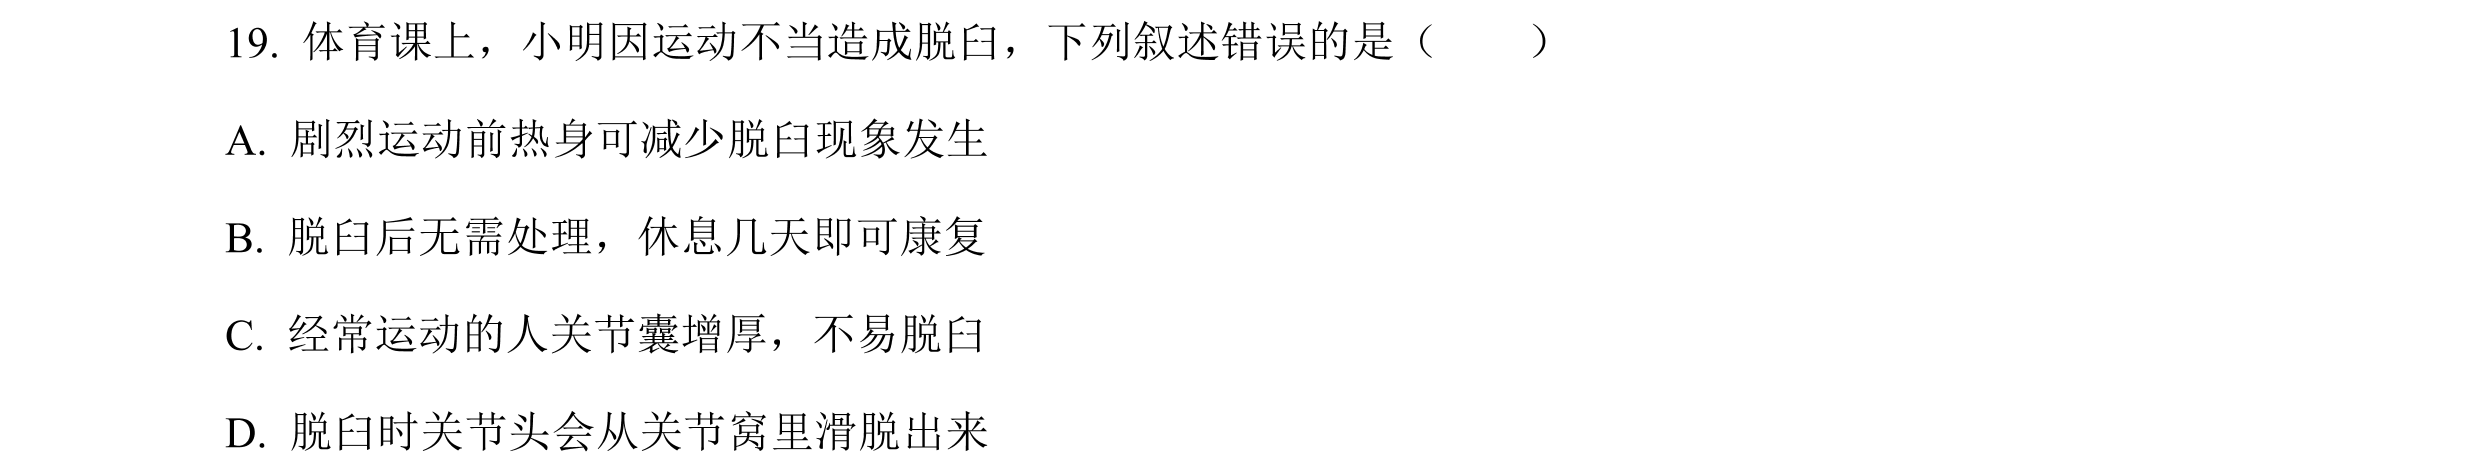 19. 体育课上，小明因运动不当造成脱臼，下列叙述错误的是（　　）
A. 剧烈运动前热身可减少脱臼现象发生
B. 脱臼后无需处理，休息几天即可康复
C. 经常运动的人关节囊增厚，不易脱臼
D. 脱臼时关节头会从关节窝里滑脱出来